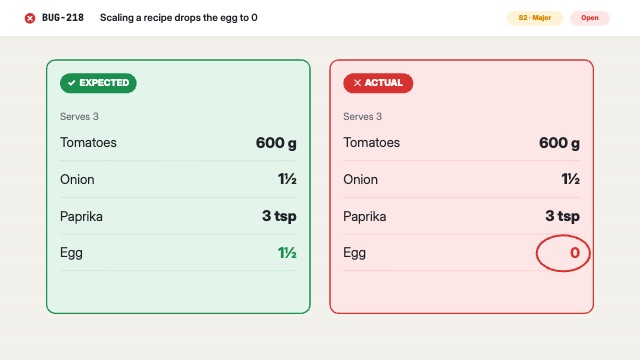 BUG-218 Scaling a recipe drops the egg to 0 S2 · Major Open
✓ EXPECTED
Serves 3
Tomatoes 600 g
Onion 1½
Paprika 3 tsp
Egg 1½
✕ ACTUAL
Serves 3
Tomatoes 600 g
Onion 1½
Paprika 3 tsp
Egg 0